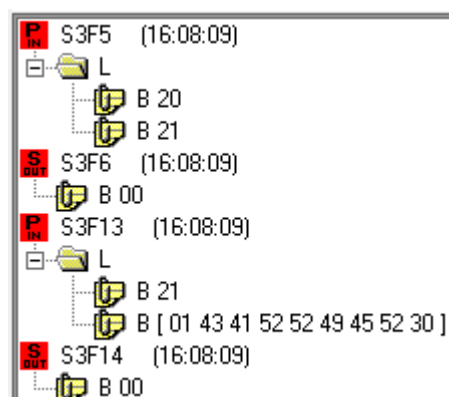 P IN S3F5 (16:08:09)
L
B 20
B 21
S OUT S3F6 (16:08:09)
B 00
P IN S3F13 (16:08:09)
L
B 21
B [ 01 43 41 52 52 49 45 52 30 ]
S OUT S3F14 (16:08:09)
B 00